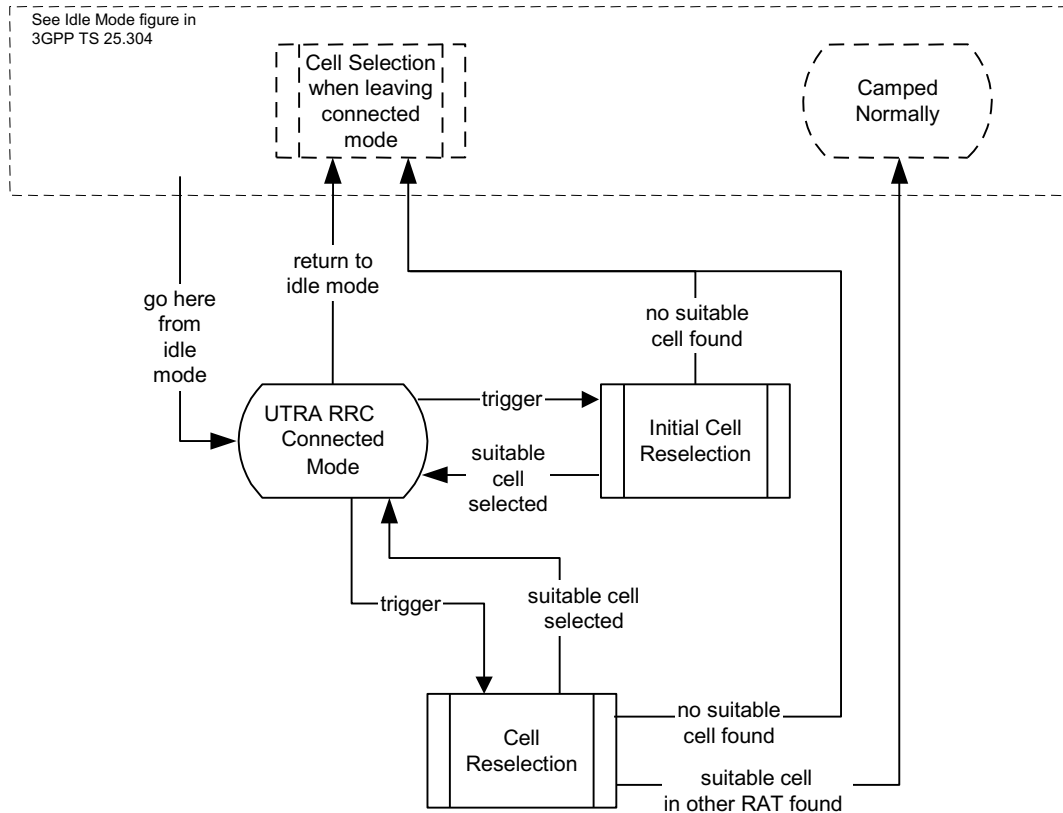 See Idle Mode figure in
3GPP TS 25.304
Cell Selection
when leaving
connected
mode
Camped
Normally
return to
idle mode
go here
from
idle
mode
no suitable
cell found
UTRA RRC
Connected
Mode
trigger
Initial Cell
Reselection
suitable
cell
selected
trigger
suitable cell
selected
Cell
Reselection
no suitable
cell found
suitable cell
in other RAT found